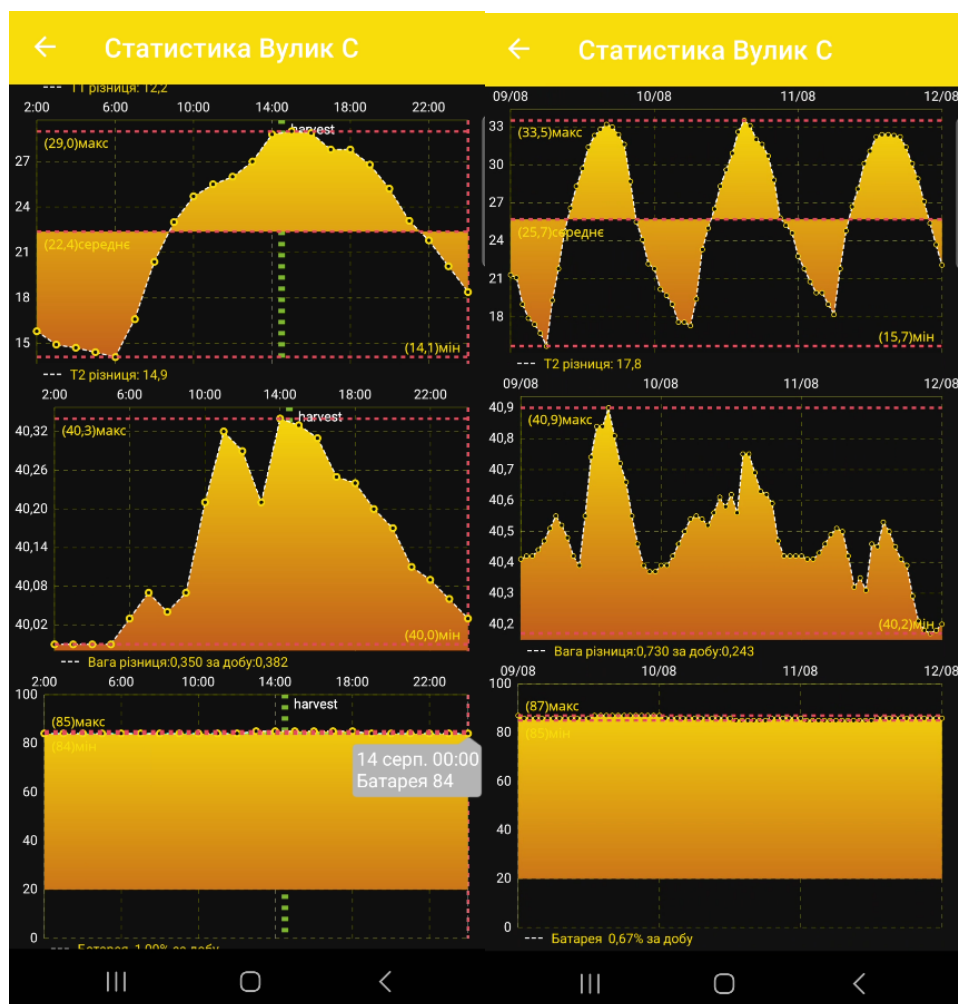 Статистика Вулик С
T1 різниця: 12,2
2:00 6:00 10:00 14:00 18:00 22:00
harvest
(29,0)макс
27
24
(22,4)середнє
21
18
15
(14,1)мін
T2 різниця: 14,9
2:00 6:00 10:00 14:00 18:00 22:00
harvest
(40,3)макс
40,32
40,26
40,20
40,14
40,08
40,02
(40,0)мін
Вага різниця:0,350 за добу:0,382
2:00 6:00 10:00 14:00 18:00 22:00
100
harvest
(85)макс
(84)мін
80
14 серп. 00:00
Батарея 84
60
40
20
0
Батарея 1,00% за добу
Статистика Вулик С
09/08 10/08 11/08 12/08
33
(33,5)макс
30
27
(25,7)середнє
24
21
18
(15,7)мін
T2 різниця: 17,8
09/08 10/08 11/08 12/08
40,9
(40,9)макс
40,8
40,7
40,6
40,5
40,4
40,3
40,2
(40,2)мін
Вага різниця:0,730 за добу:0,243
09/08 10/08 11/08 12/08
100
(87)макс
80
(85)мін
60
40
20
0
Батарея 0,67% за добу